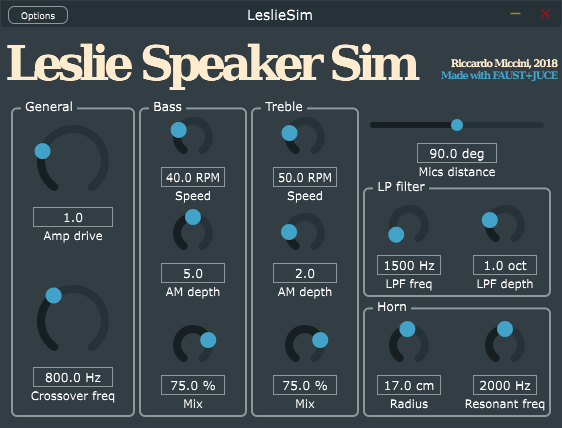 Options
LeslieSim
Leslie Speaker Sim
Riccardo Miccini, 2018
Made with FAUST+JUCE
General
1.0
Amp drive
800.0 Hz
Crossover freq
Bass
40.0 RPM
Speed
5.0
AM depth
75.0 %
Mix
Treble
50.0 RPM
Speed
2.0
AM depth
75.0 %
Mix
90.0 deg
Mics distance
LP filter
1500 Hz
LPF freq
1.0 oct
LPF depth
Horn
17.0 cm
Radius
2000 Hz
Resonant freq